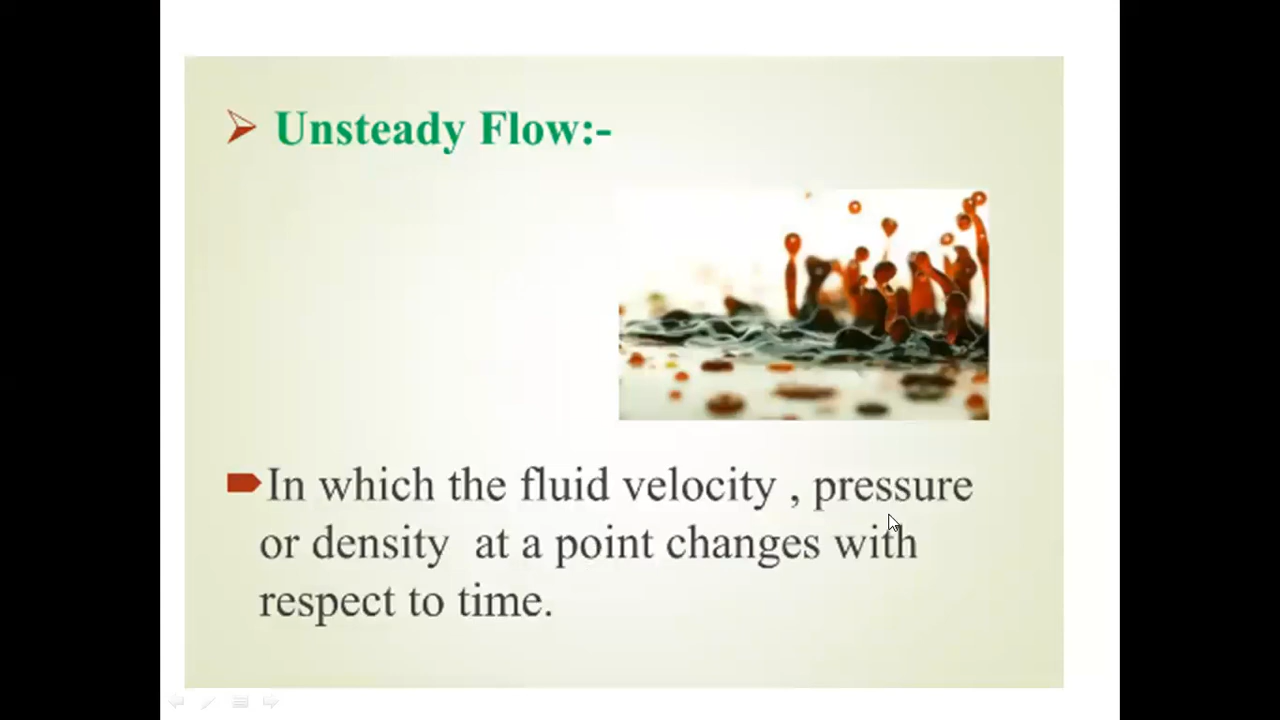 Unsteady Flow:-
In which the fluid velocity , pressure
or density at a point changes with
respect to time.